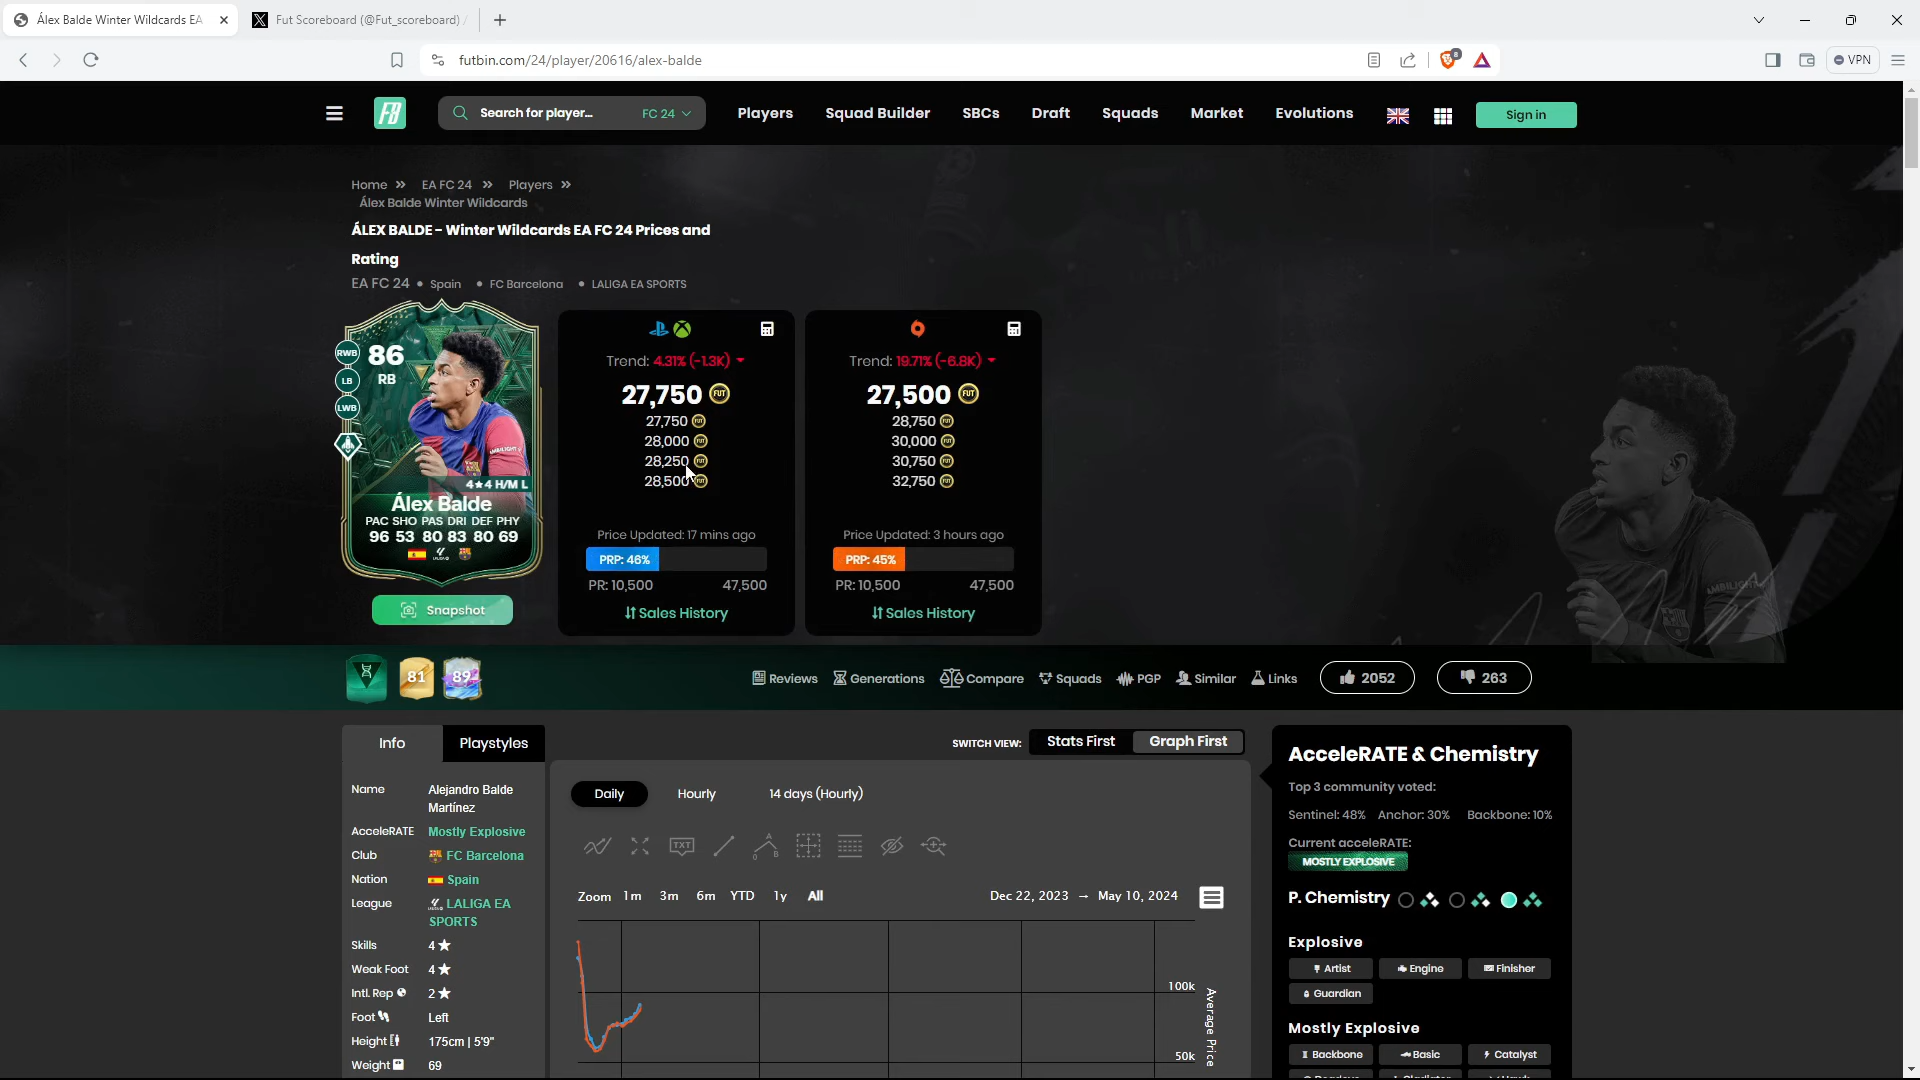 Álex Balde Winter Wildcards EA
Fut Scoreboard (@Fut_scoreboard) /
futbin.com/24/player/20616/alex-balde
8
VPN
FB
Search for player...
FC 24
Players
Squad Builder
SBCs
Draft
Squads
Market
Evolutions
Sign in
Home » EA FC 24 » Players »
Álex Balde Winter Wildcards
ÁLEX BALDE - Winter Wildcards EA FC 24 Prices and
Rating
EA FC 24 • Spain • FC Barcelona • LALIGA EA SPORTS
RWB
LB
LWB
86
RB
AMBILIGHT
4★4 H/M L
Álex Balde
PAC SHO PAS DRI DEF PHY
96 53 80 83 80 69
Snapshot
Trend: 4.31% (-1.3K)
27,750
27,750
28,000
28,250
28,500
Price Updated: 17 mins ago
PRP: 46%
PR: 10,500 47,500
Sales History
Trend: 19.71% (-6.8K)
27,500
28,750
30,000
30,750
32,750
Price Updated: 3 hours ago
PRP: 45%
PR: 10,500 47,500
Sales History
81
89
Reviews
Generations
Compare
Squads
PGP
Similar
Links
2052
263
Info
Playstyles
Name Alejandro Balde
Martínez
AcceleRATE Mostly Explosive
Club FC Barcelona
Nation Spain
League LALIGA EA
SPORTS
Skills 4★
Weak Foot 4★
Intl. Rep 2★
Foot Left
Height 175cm | 5'9"
Weight 69
SWITCH VIEW:
Stats First
Graph First
Daily
Hourly
14 days (Hourly)
TXT
Zoom 1m 3m 6m YTD 1y All
Dec 22, 2023 → May 10, 2024
100k
50k
Average Price
AcceleRATE & Chemistry
Top 3 community voted:
Sentinel: 48% Anchor: 30% Backbone: 10%
Current acceleRATE:
MOSTLY EXPLOSIVE
P. Chemistry
Explosive
Artist
Engine
Finisher
Guardian
Mostly Explosive
Backbone
Basic
Catalyst